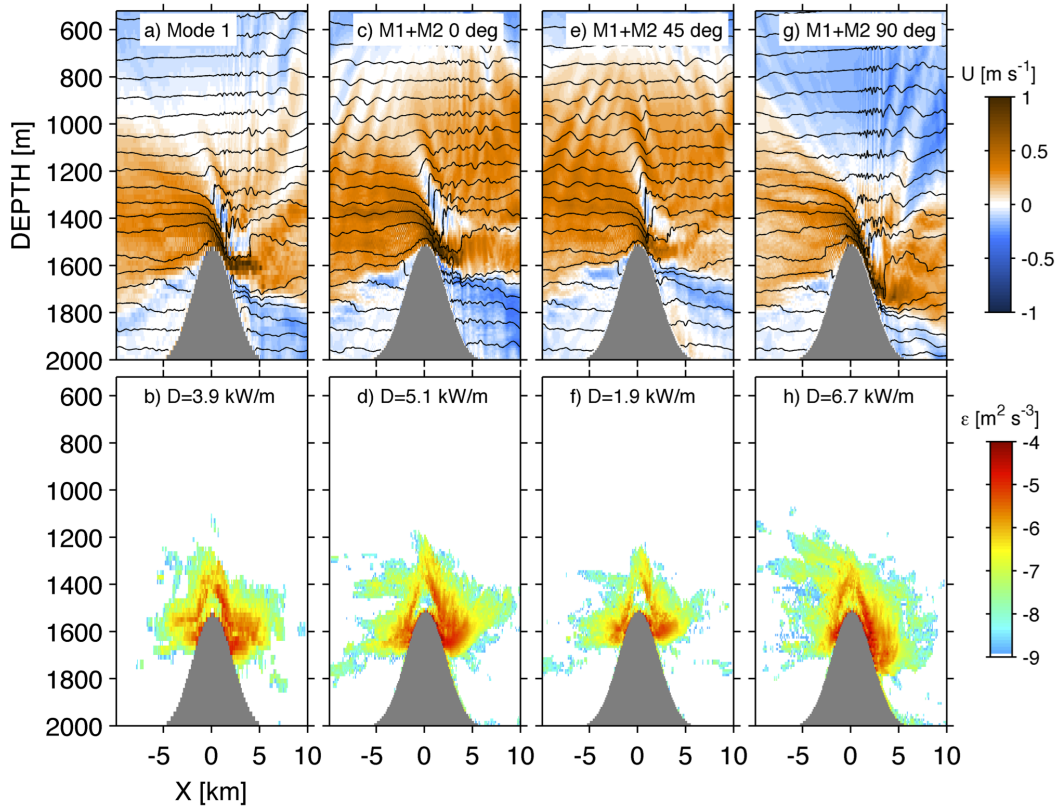 a) Mode 1
c) M1+M2 0 deg
e) M1+M2 45 deg
g) M1+M2 90 deg
600
800
1000
1200
1400
1600
1800
2000
DEPTH [m]
U [m s⁻¹]
1
0.5
0
-0.5
-1
b) D=3.9 kW/m
d) D=5.1 kW/m
f) D=1.9 kW/m
h) D=6.7 kW/m
600
800
1000
1200
1400
1600
1800
2000
ε [m² s⁻³]
-4
-5
-6
-7
-8
-9
-5 0 5 10 -5 0 5 10 -5 0 5 10 -5 0 5 10
X [km]